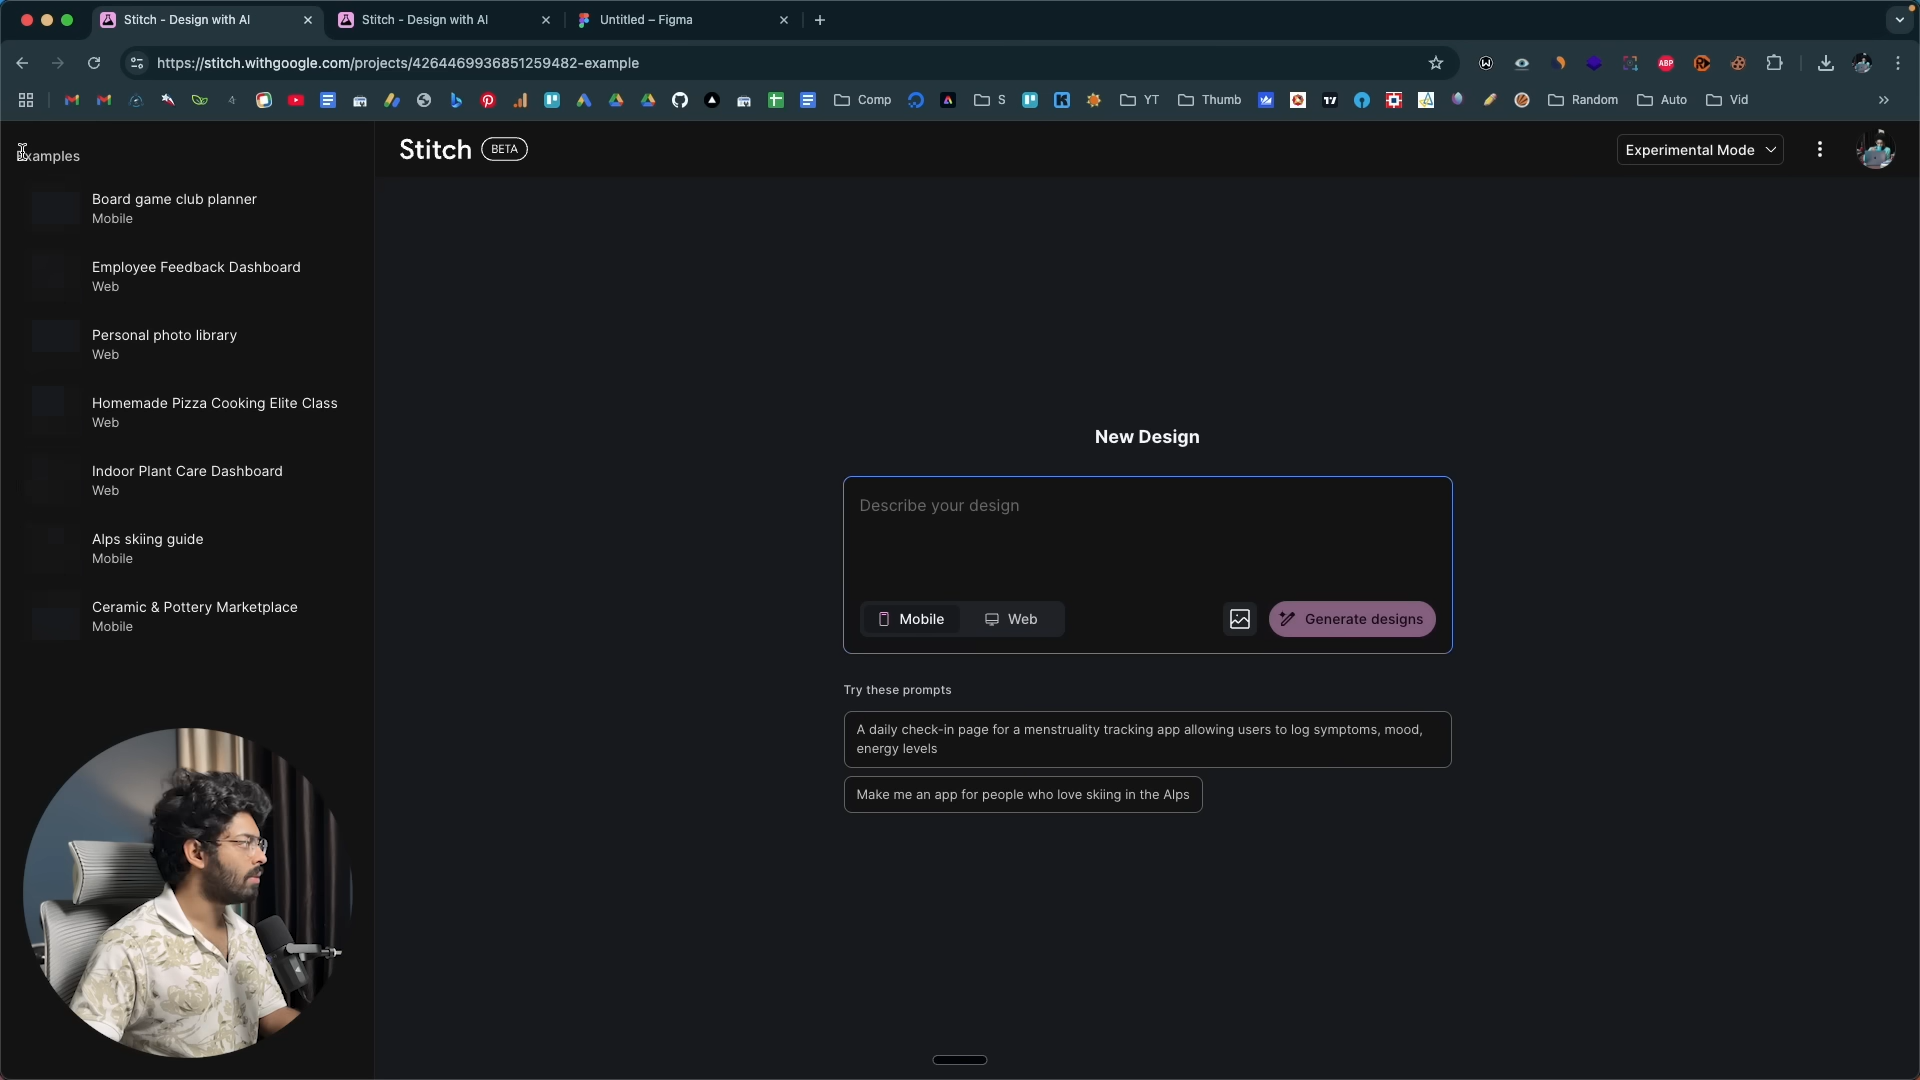 Stitch - Design with AI
Stitch - Design with AI
Untitled – Figma
https://stitch.withgoogle.com/projects/4264469936851259482-example
ABP
Comp
S
YT
Thumb
Random
Auto
Vid
Examples
Stitch BETA
Experimental Mode
Board game club planner
Mobile
Employee Feedback Dashboard
Web
Personal photo library
Web
Homemade Pizza Cooking Elite Class
Web
Indoor Plant Care Dashboard
Web
Alps skiing guide
Mobile
Ceramic & Pottery Marketplace
Mobile
New Design
Describe your design
Mobile
Web
Generate designs
Try these prompts
A daily check-in page for a menstruality tracking app allowing users to log symptoms, mood,
energy levels
Make me an app for people who love skiing in the Alps